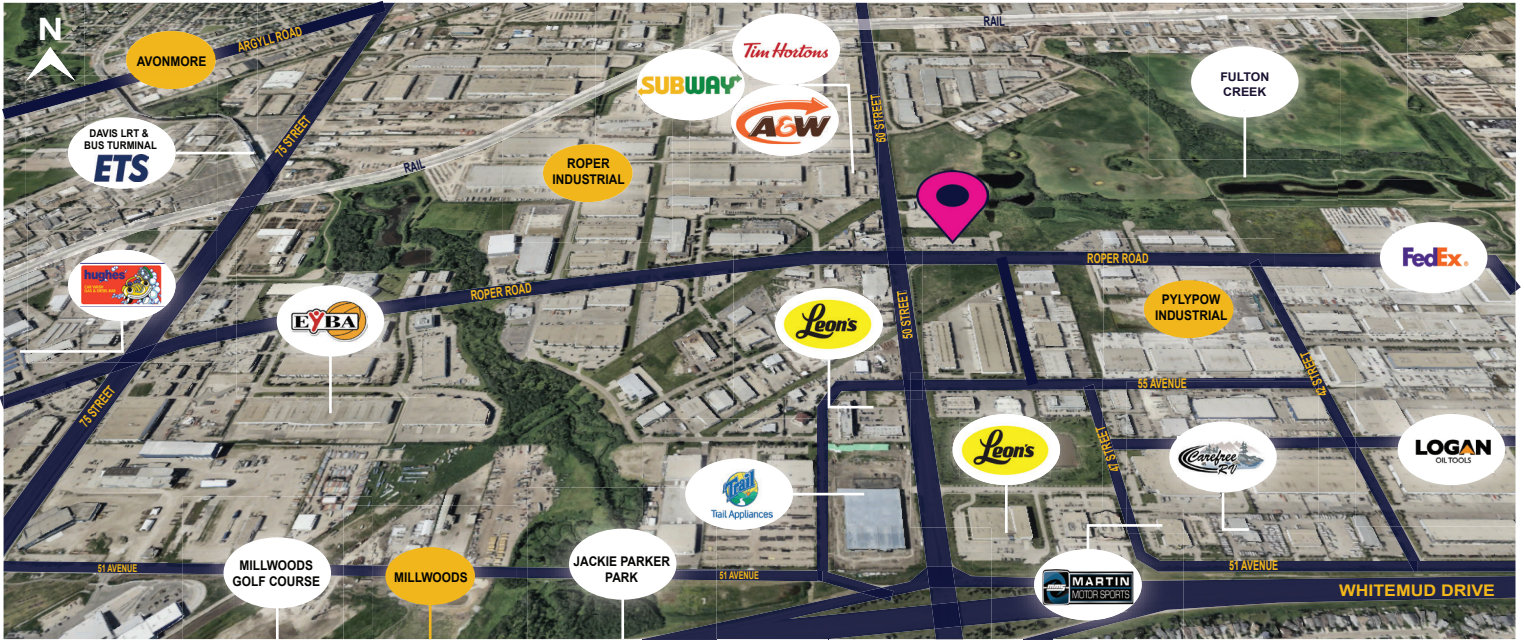 N
AVONMORE
ARGYLL ROAD
DAVIS LRT &
BUS TURMINAL
ETS
75 STREET
RAIL
RAIL
SUBWAY
Tim Hortons
A&W
50 STREET
FULTON
CREEK
ROPER
INDUSTRIAL
hughes
EYBA
ROPER ROAD
ROPER ROAD
FedEx
PYLYPOW
INDUSTRIAL
Leon's
50 STREET
75 STREET
55 AVENUE
42 STREET
Leon's
47 STREET
Carefree
RV
LOGAN
OIL TOOLS
Trail
Trail Appliances
51 AVENUE
MILLWOODS
GOLF COURSE
MILLWOODS
JACKIE PARKER
PARK
51 AVENUE
mmc MARTIN
MOTOR SPORTS
51 AVENUE
WHITEMUD DRIVE